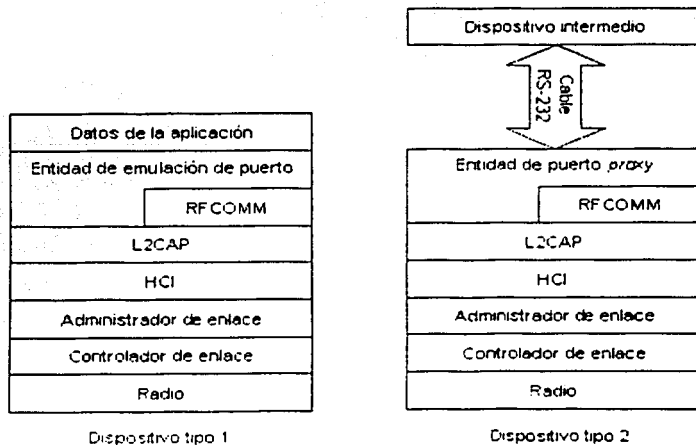 Datos de la aplicación
Entidad de emulación de puerto
RFCOMM
L2CAP
HCI
Administrador de enlace
Controlador de enlace
Radio
Dispositivo tipo 1
Dispositivo intermedio
Cable
RS-232
Entidad de puerto proxy
RFCOMM
L2CAP
HCI
Administrador de enlace
Controlador de enlace
Radio
Dispositivo tipo 2